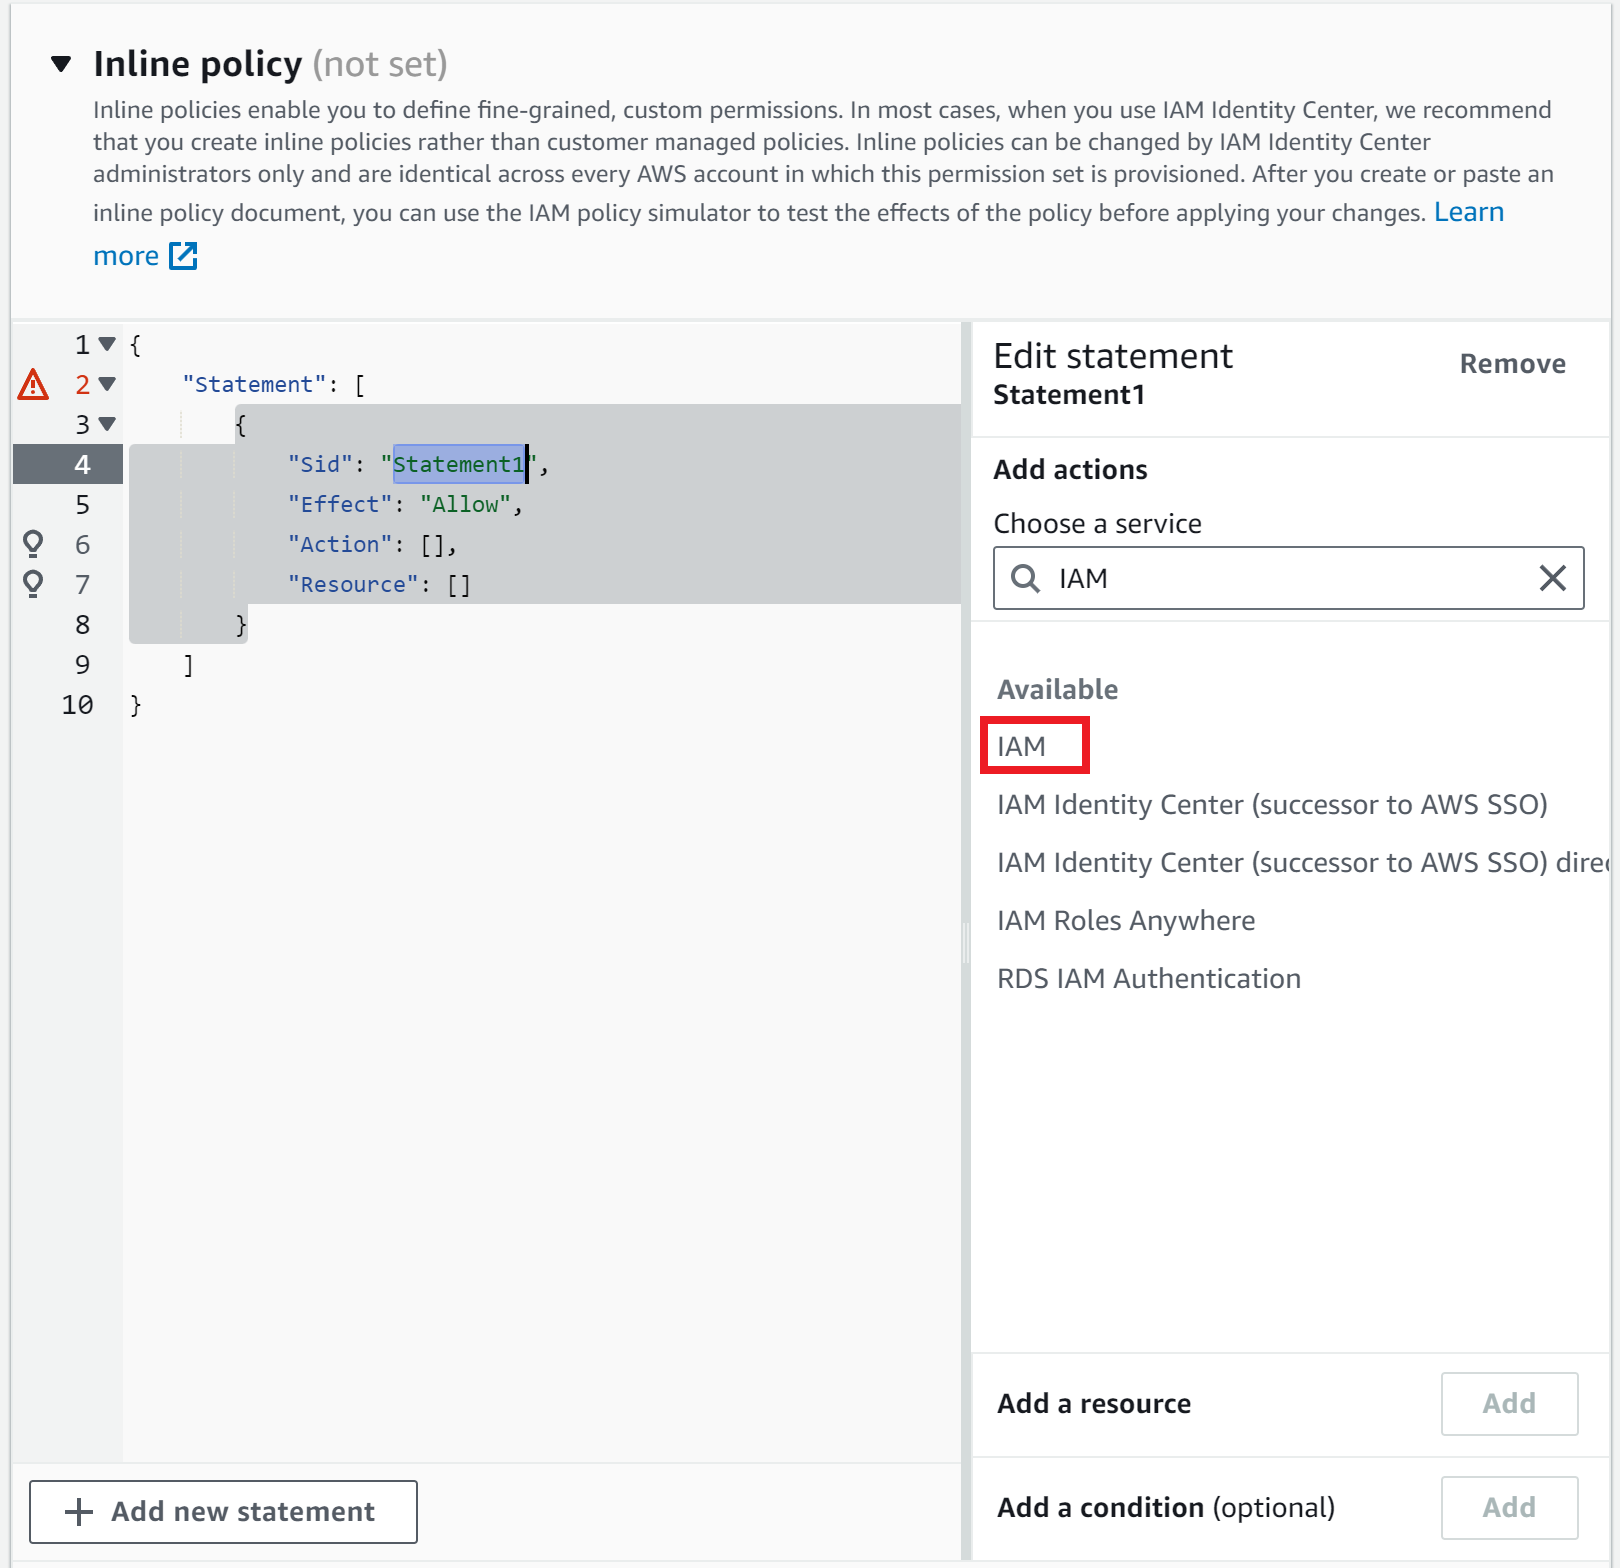 Inline policy (not set)
Inline policies enable you to define fine-grained, custom permissions. In most cases, when you use IAM Identity Center, we recommend
that you create inline policies rather than customer managed policies. Inline policies can be changed by IAM Identity Center
administrators only and are identical across every AWS account in which this permission set is provisioned. After you create or paste an
inline policy document, you can use the IAM policy simulator to test the effects of the policy before applying your changes. Learn
more
1 {
2 "Statement": [
3 {
4 "Sid": "Statement1",
5 "Effect": "Allow",
6 "Action": [],
7 "Resource": []
8 }
9 ]
10 }
+ Add new statement
Edit statement
Remove
Statement1
Add actions
Choose a service
IAM
Available
IAM
IAM Identity Center (successor to AWS SSO)
IAM Identity Center (successor to AWS SSO) direc
IAM Roles Anywhere
RDS IAM Authentication
Add a resource
Add
Add a condition (optional)
Add